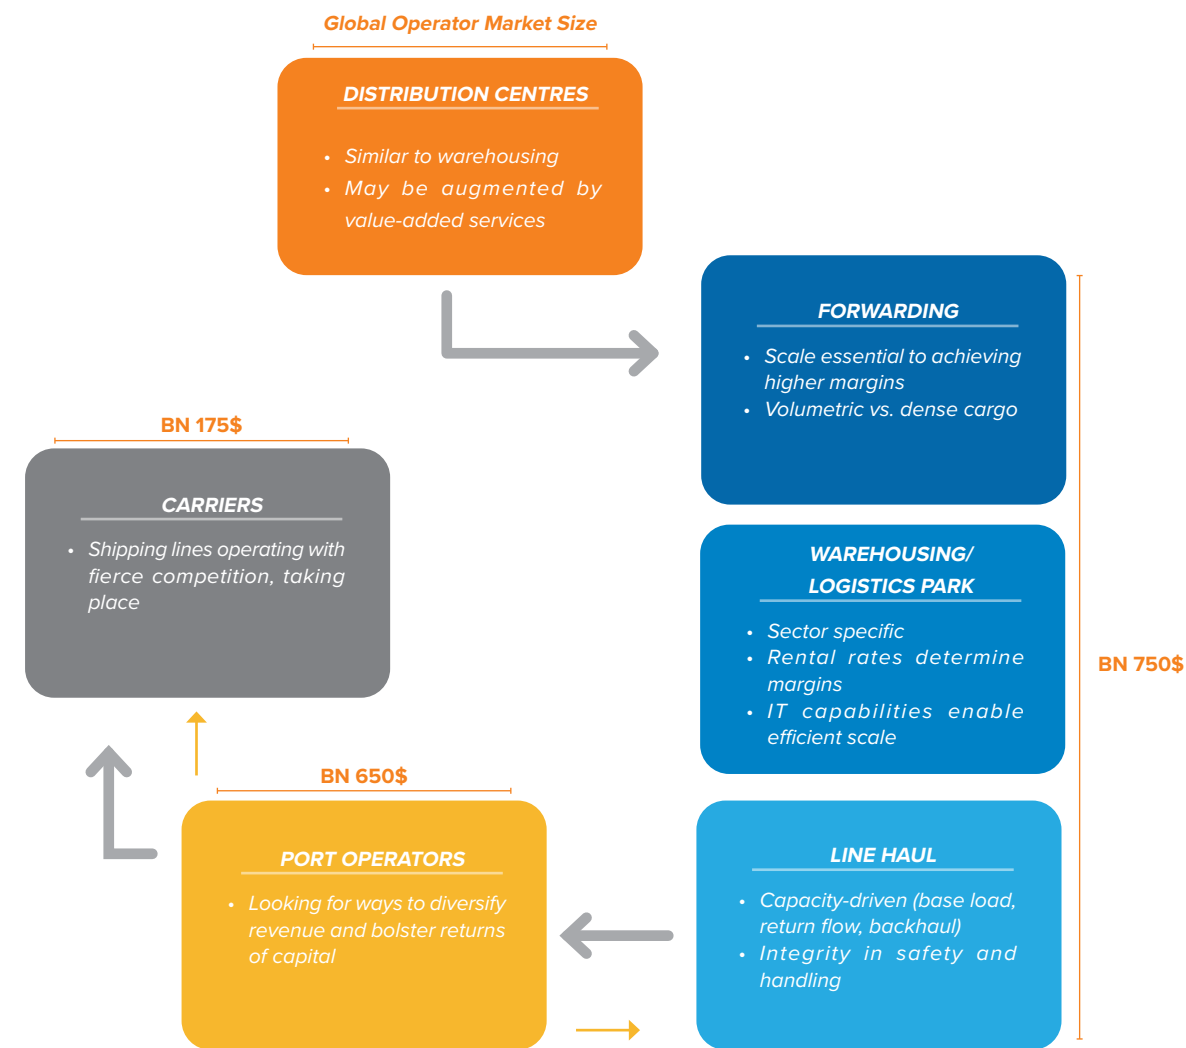 Global Operator Market Size
DISTRIBUTION CENTRES
• Similar to warehousing
• May be augmented by
value-added services
FORWARDING
• Scale essential to achieving
higher margins
• Volumetric vs. dense cargo
BN 175$
CARRIERS
• Shipping lines operating with
fierce competition, taking
place
WAREHOUSING/
LOGISTICS PARK
• Sector specific
• Rental rates determine
margins
• IT capabilities enable
efficient scale
BN 750$
BN 650$
PORT OPERATORS
• Looking for ways to diversify
revenue and bolster returns
of capital
LINE HAUL
• Capacity-driven (base load,
return flow, backhaul)
• Integrity in safety and
handling